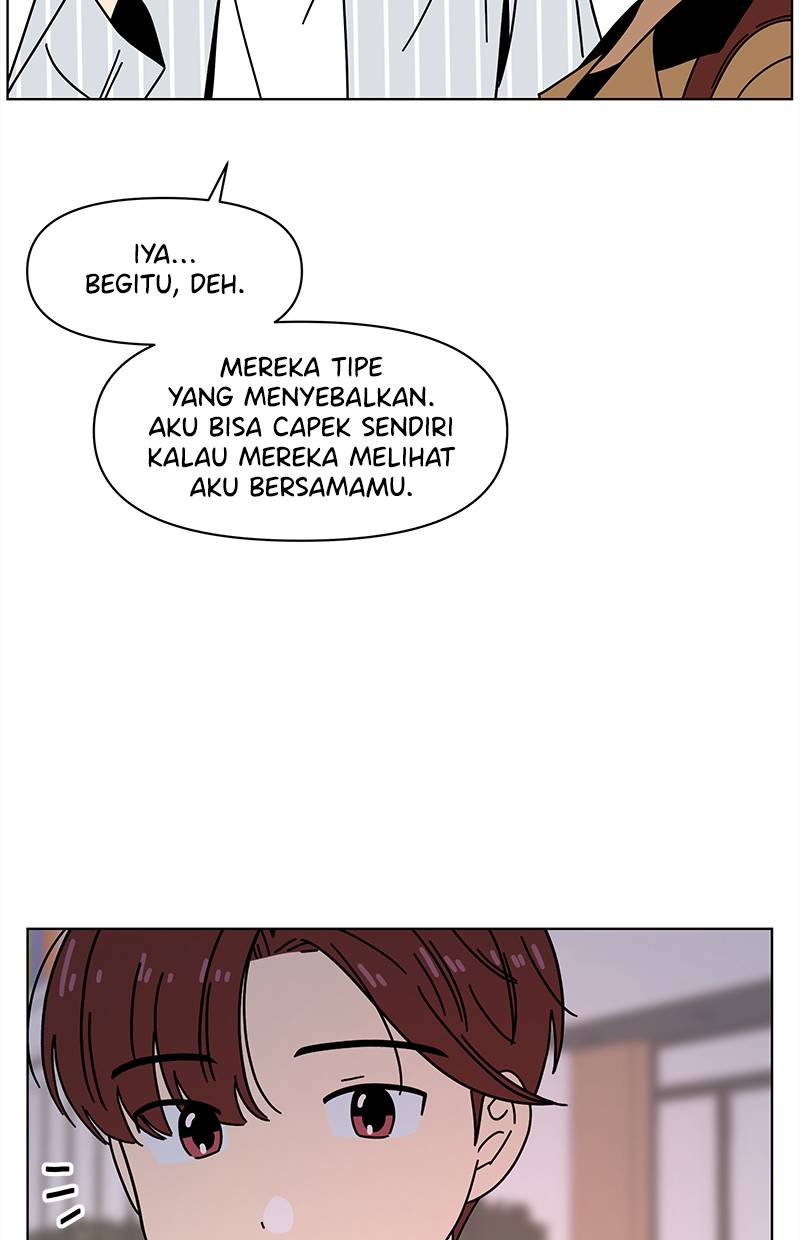 IYA...
BEGITU, DEH.
MEREKA TIPE
YANG MENYEBALKAN.
AKU BISA CAPEK SENDIRI
KALAU MEREKA MELIHAT
AKU BERSAMAMU.